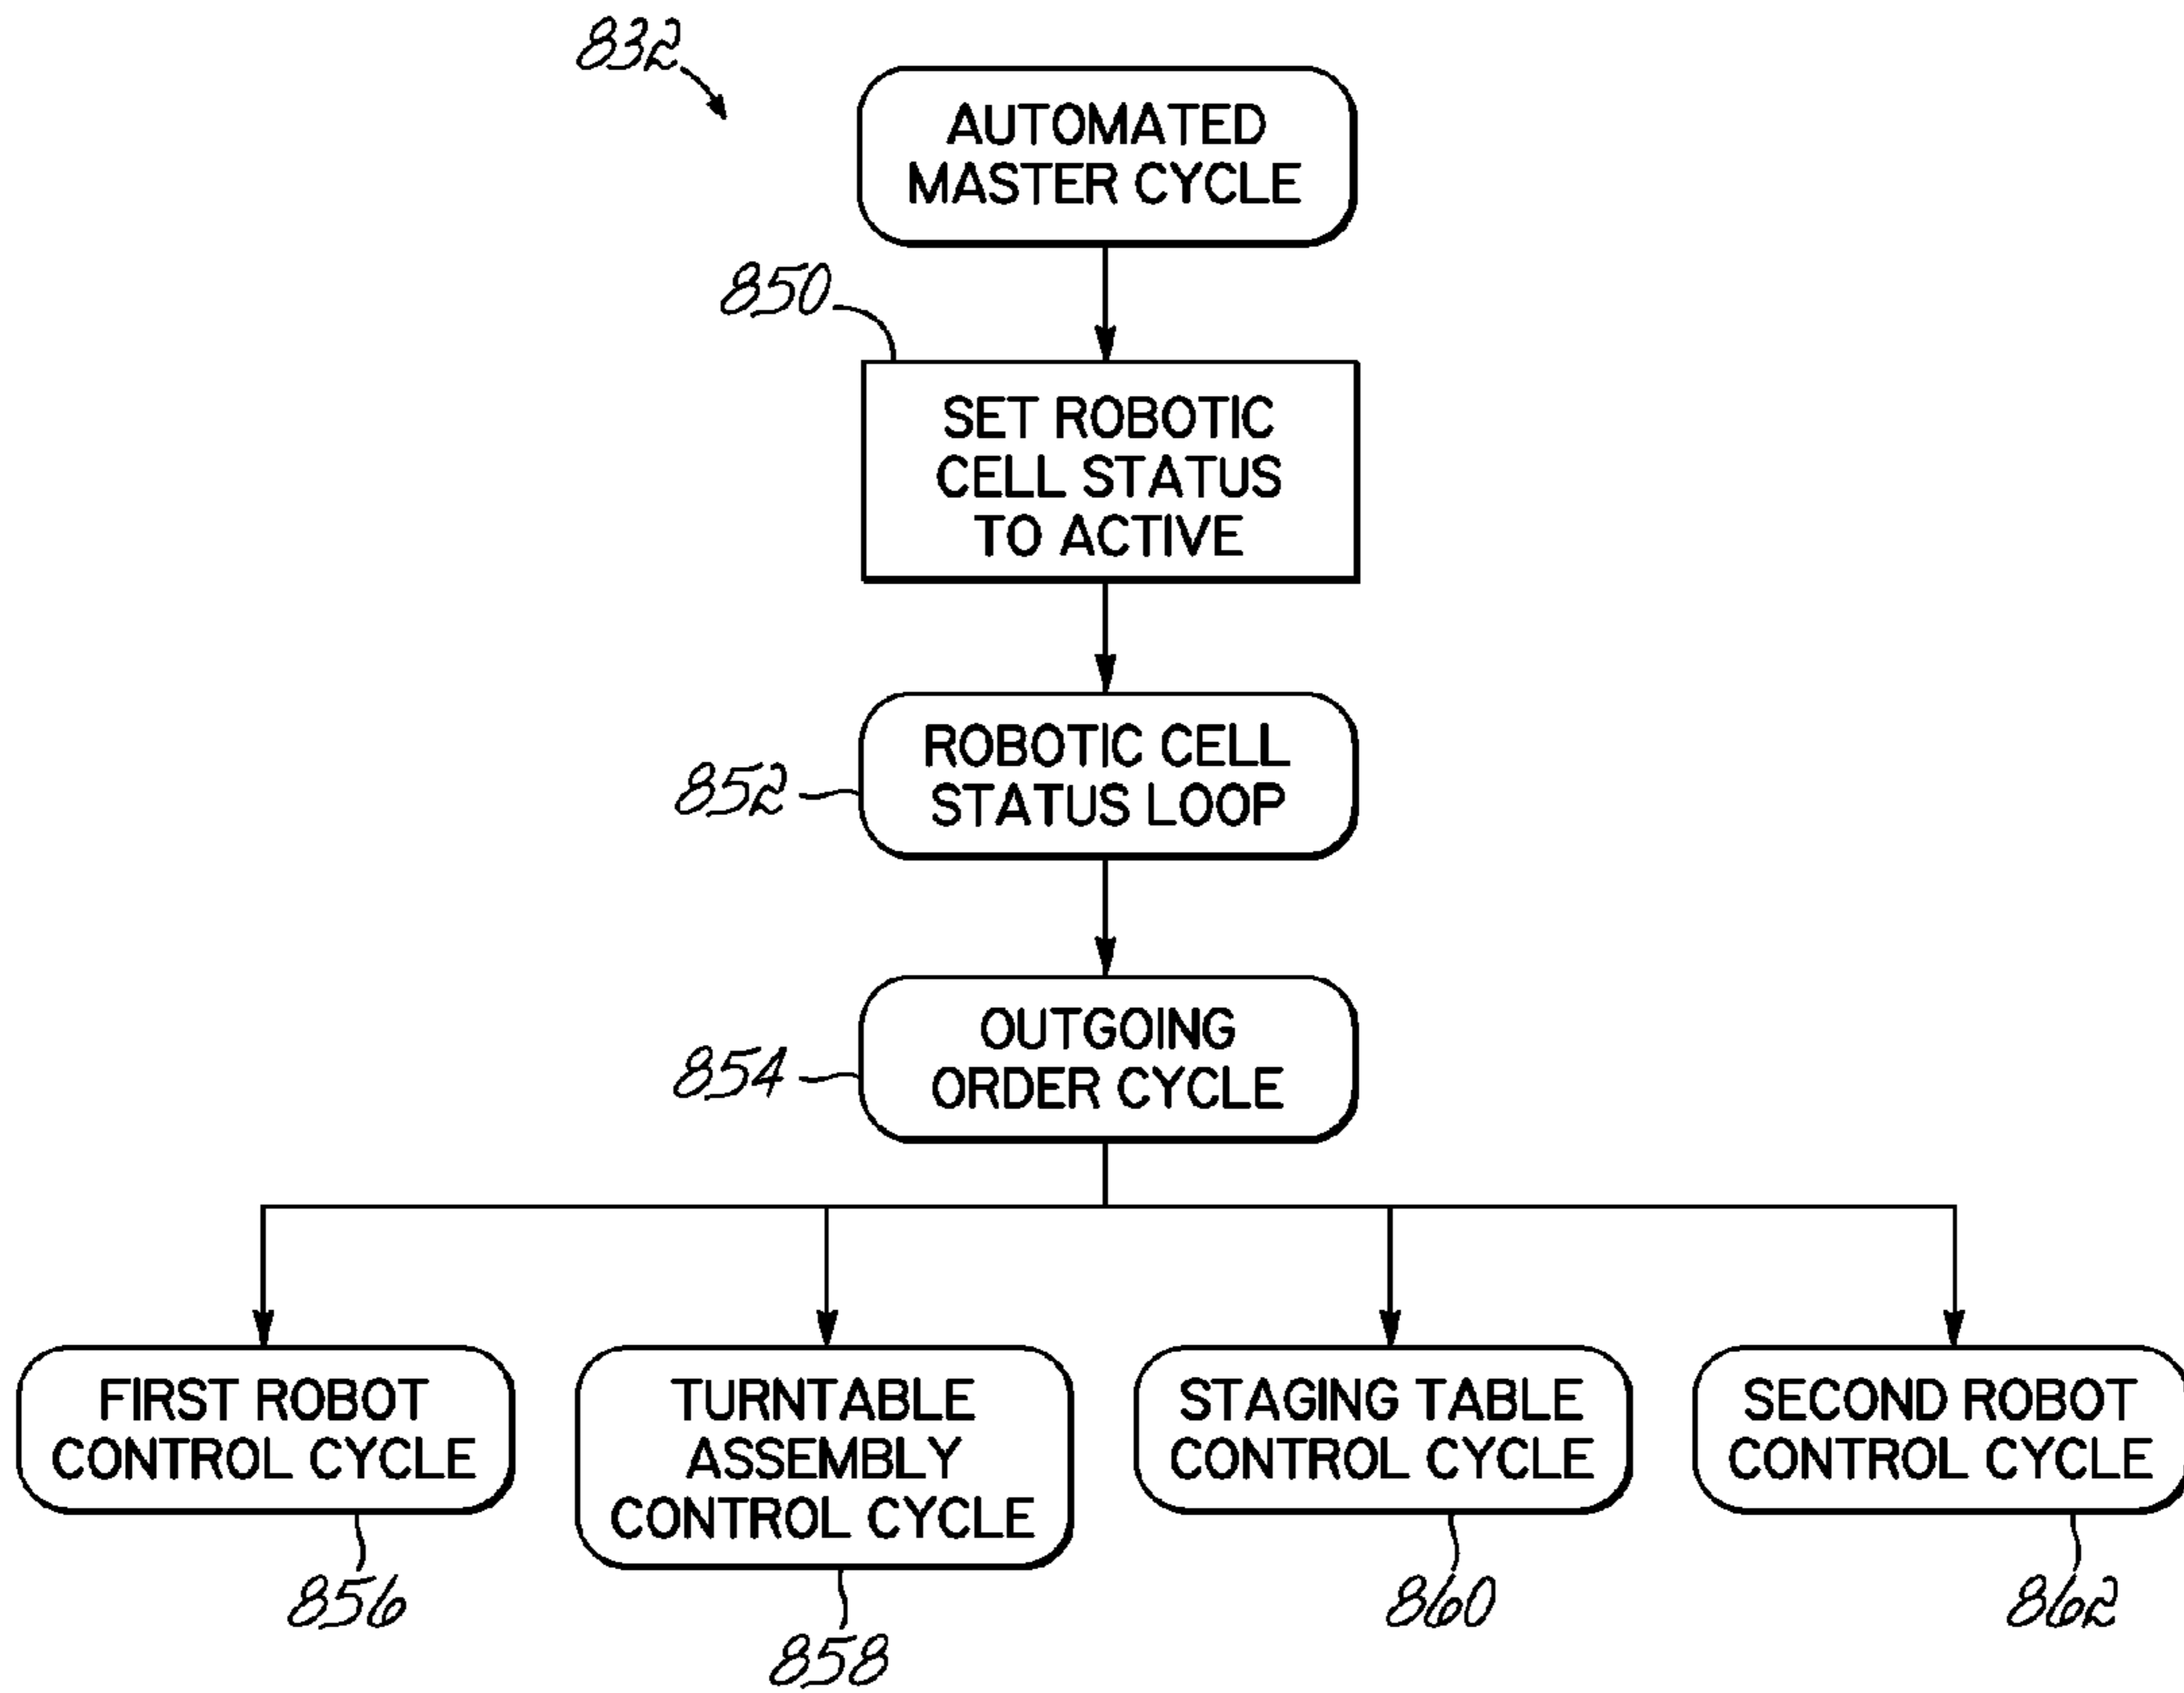 832
AUTOMATED
MASTER CYCLE
850
SET ROBOTIC
CELL STATUS
TO ACTIVE
852
ROBOTIC CELL
STATUS LOOP
854
OUTGOING
ORDER CYCLE
FIRST ROBOT
CONTROL CYCLE
856
TURNTABLE
ASSEMBLY
CONTROL CYCLE
858
STAGING TABLE
CONTROL CYCLE
860
SECOND ROBOT
CONTROL CYCLE
862